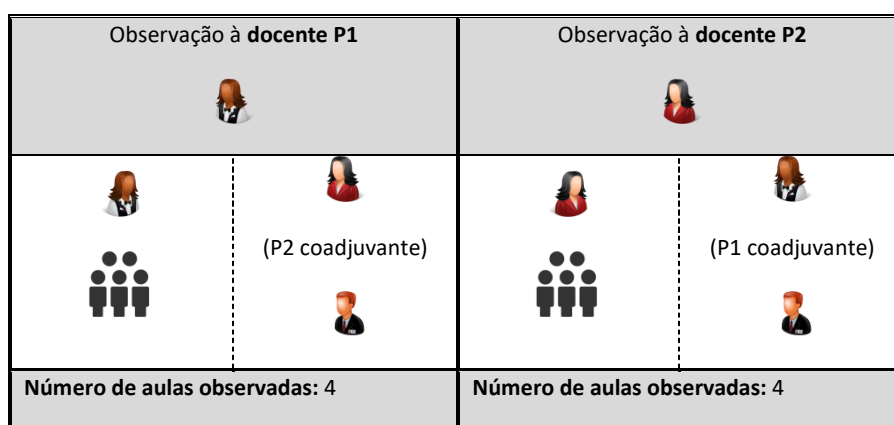 Observação à docente P1
Observação à docente P2
(P2 coadjuvante)
(P1 coadjuvante)
Número de aulas observadas: 4
Número de aulas observadas: 4